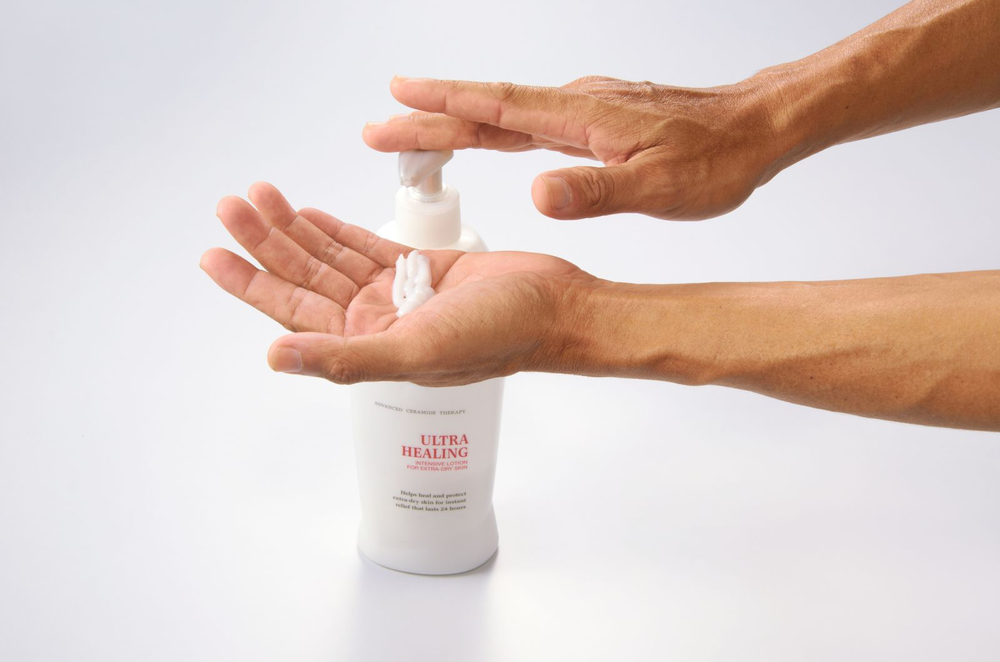 ADVANCED CERAMIDE THERAPY
ULTRA
HEALING
INTENSIVE LOTION
FOR EXTRA-DRY SKIN
Helps heal and protect
extra-dry skin for instant
relief that lasts 24 hours